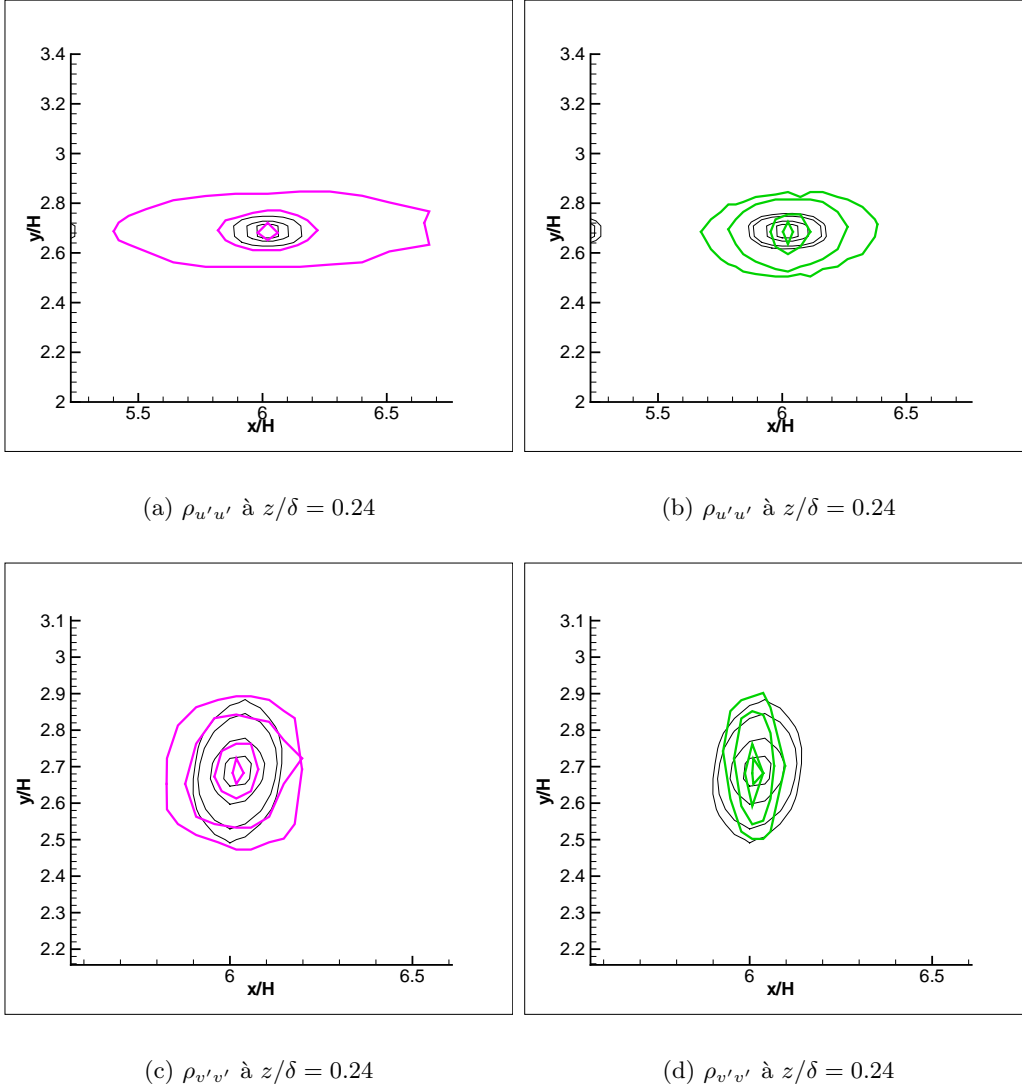 3.4
3.2
3
2.8
2.6
2.4
2.2
2
y/H
5.5 6 6.5
x/H
3.4
3.2
3
2.8
2.6
2.4
2.2
2
y/H
5.5 6 6.5
x/H
(a) ρu′u′ à z/δ = 0.24
(b) ρu′u′ à z/δ = 0.24
3.1
3
2.9
2.8
2.7
2.6
2.5
2.4
2.3
2.2
y/H
6 6.5
x/H
3.1
3
2.9
2.8
2.7
2.6
2.5
2.4
2.3
2.2
y/H
6 6.5
x/H
(c) ρv′v′ à z/δ = 0.24
(d) ρv′v′ à z/δ = 0.24